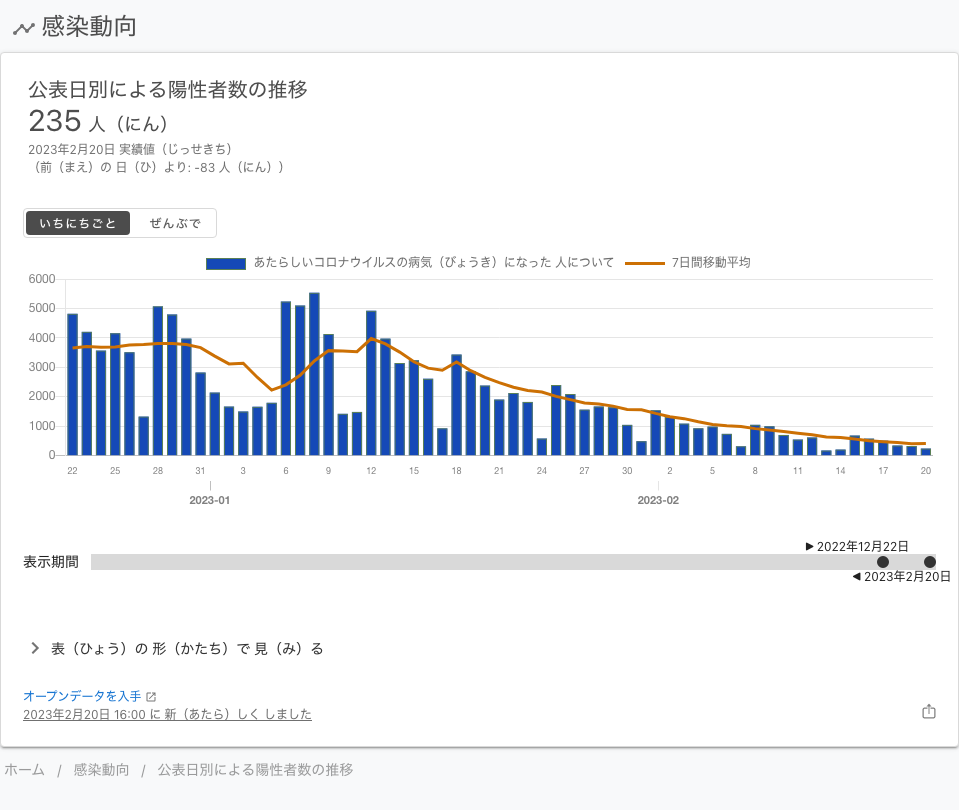 感染動向
公表日別による陽性者数の推移
235 人（にん）
2023年2月20日 実績値（じっせきち）
（前（まえ）の 日（ひ）より: -83 人（にん））
いちにちごと ぜんぶで
あたらしいコロナウイルスの病気（びょうき）になった 人について 7日間移動平均
6000
5000
4000
3000
2000
1000
0
22 25 28 31 3 6 9 12 15 18 21 24 27 30 2 5 8 11 14 17 20
2023-01 2023-02
▶ 2022年12月22日
表示期間
◀ 2023年2月20日
表（ひょう）の 形（かたち）で 見（み）る
オープンデータを入手
2023年2月20日 16:00 に 新（あたら）しく しました
ホーム / 感染動向 / 公表日別による陽性者数の推移